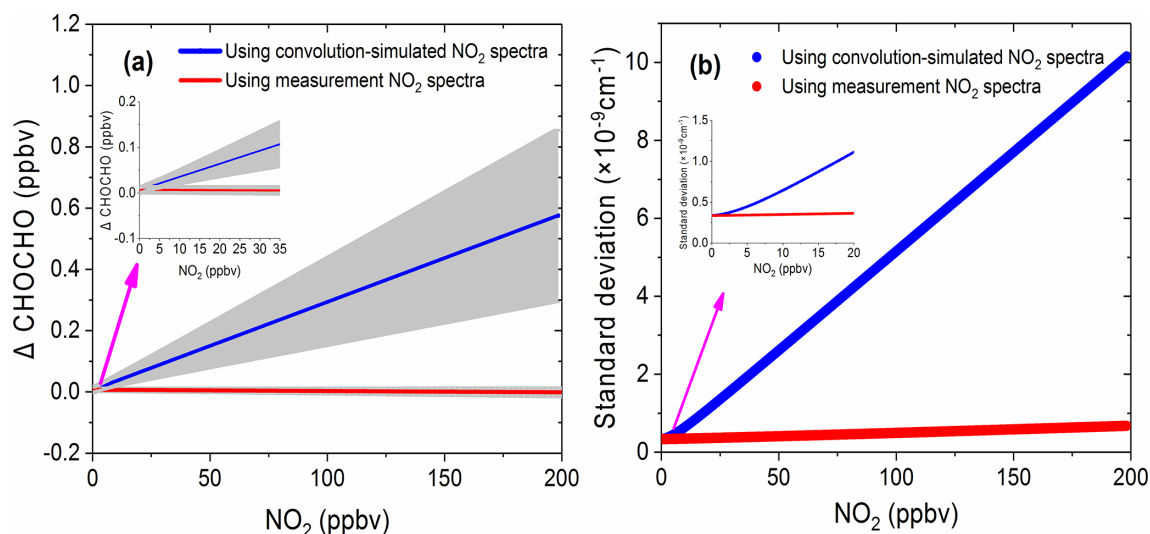 (a)
Using convolution-simulated NO₂ spectra
Using measurement NO₂ spectra
Δ CHOCHO (ppbv)
1.2
1.0
0.8
0.6
0.4
0.2
0.0
-0.2
0
50
100
150
200
NO₂ (ppbv)
Δ CHOCHO (ppbv)
0.2
0.1
0.0
-0.1
0 5 10 15 20 25 30 35
NO₂ (ppbv)
(b)
Using convolution-simulated NO₂ spectra
Using measurement NO₂ spectra
Standard deviation (×10⁻⁹cm⁻¹)
10
8
6
4
2
0
0
50
100
150
200
NO₂ (ppbv)
Standard deviation (×10⁻⁹cm⁻¹)
1.5
1.0
0.5
0.0
0 5 10 15 20
NO₂ (ppbv)